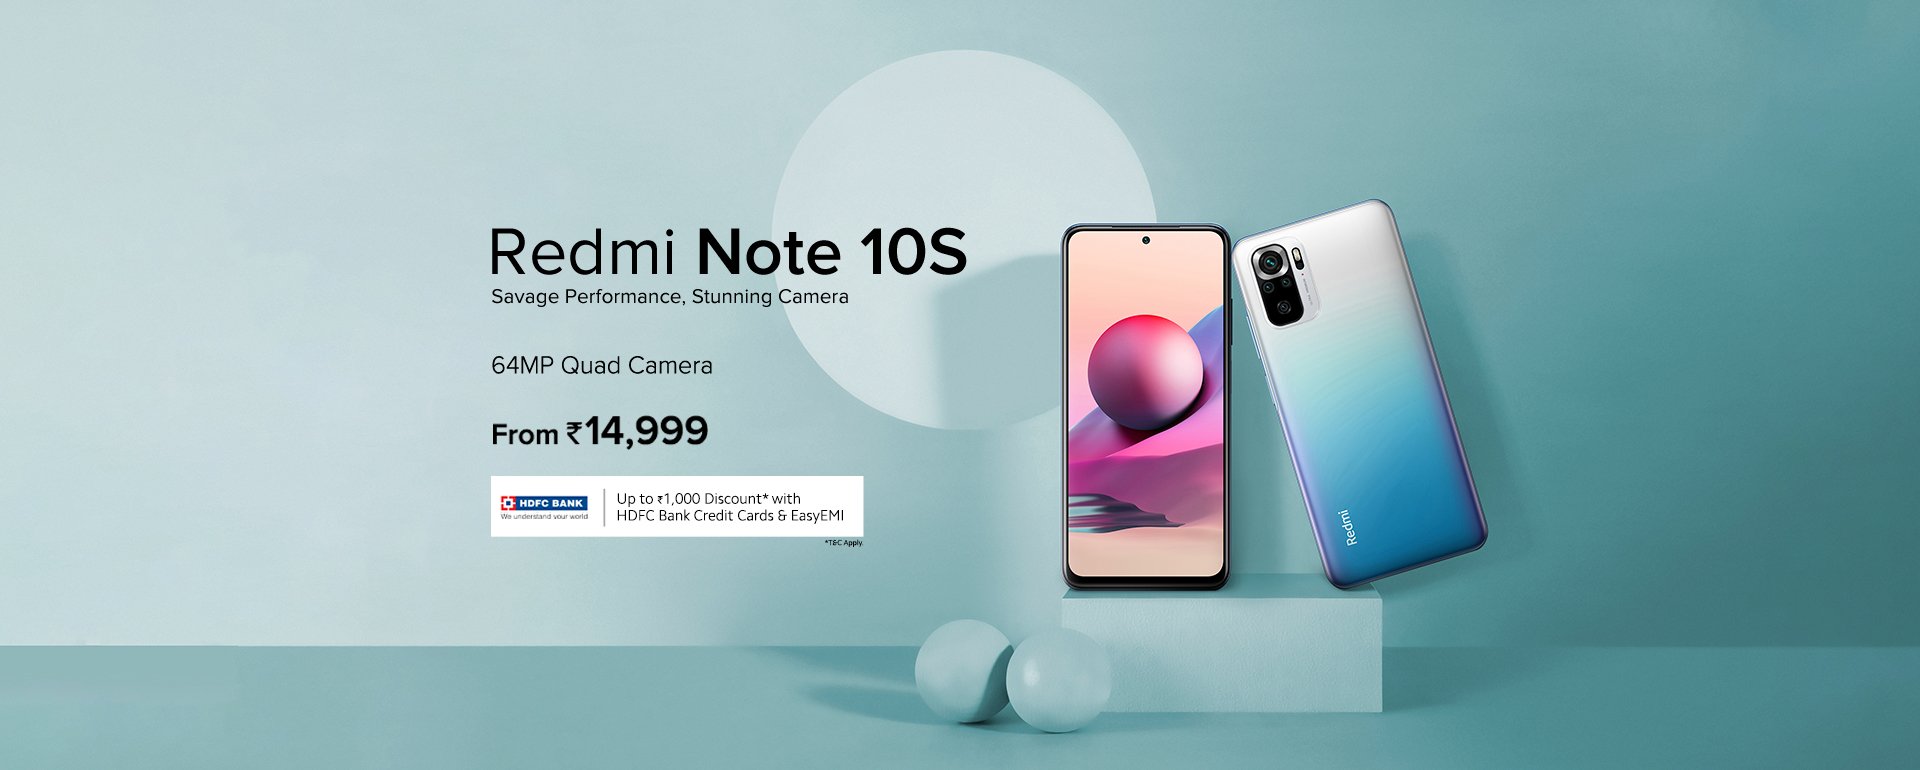 Redmi Note 10S
Savage Performance, Stunning Camera
64MP Quad Camera
From ₹14,999
HDFC BANK
We understand your world
Up to ₹1,000 Discount* with
HDFC Bank Credit Cards & EasyEMI
*T&C Apply.
Redmi